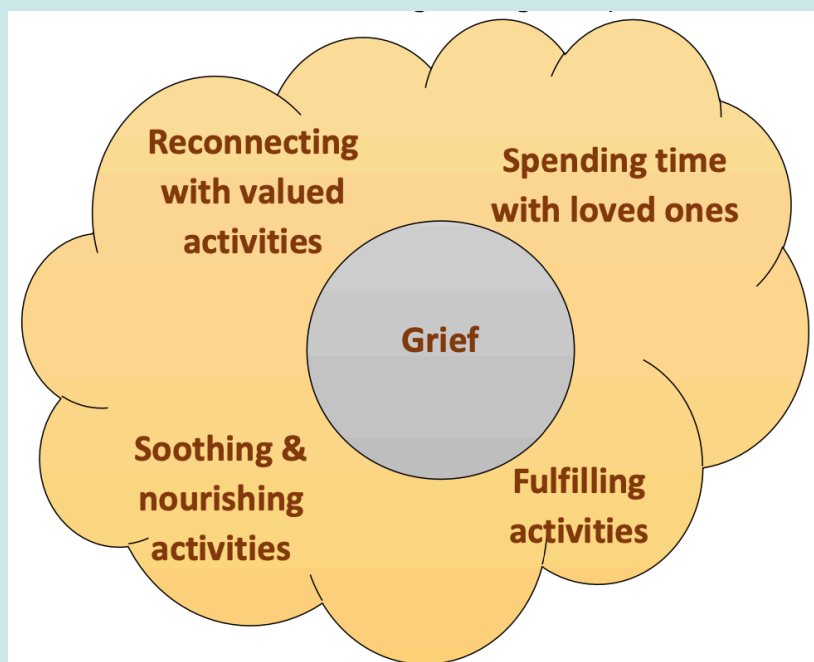 Reconnecting
with valued
activities
Spending time
with loved ones
Grief
Soothing &
nourishing
activities
Fulfilling
activities